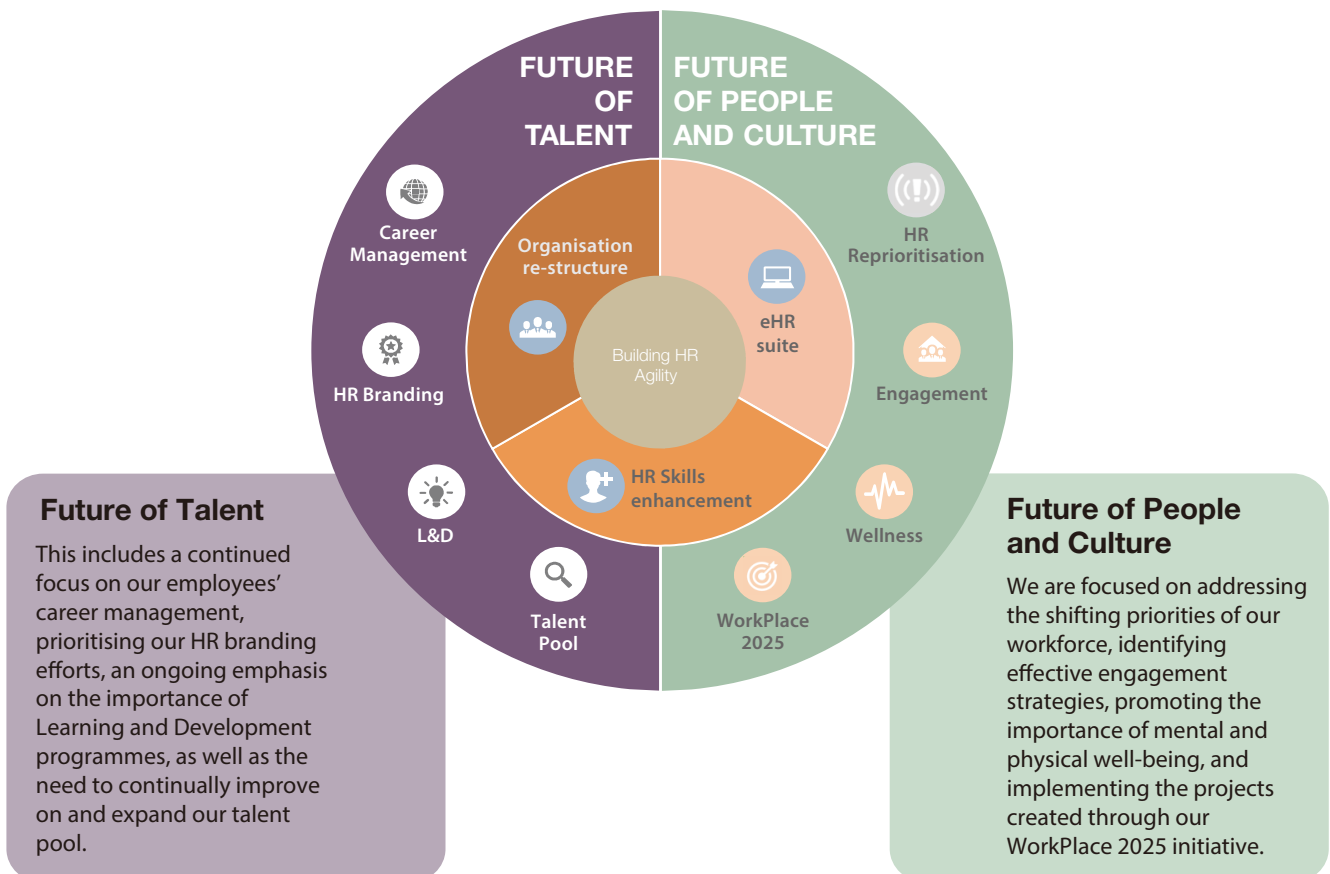 FUTURE
OF
TALENT
FUTURE
OF PEOPLE
AND CULTURE
Career
Management
HR Branding
L&D
Talent
Pool
HR
Reprioritisation
Engagement
Wellness
WorkPlace
2025
Organisation
re-structure
eHR
suite
HR Skills
enhancement
Building HR
Agility
Future of Talent
This includes a continued
focus on our employees’
career management,
prioritising our HR branding
efforts, an ongoing emphasis
on the importance of
Learning and Development
programmes, as well as the
need to continually improve
on and expand our talent
pool.
Future of People
and Culture
We are focused on addressing
the shifting priorities of our
workforce, identifying
effective engagement
strategies, promoting the
importance of mental and
physical well-being, and
implementing the projects
created through our
WorkPlace 2025 initiative.